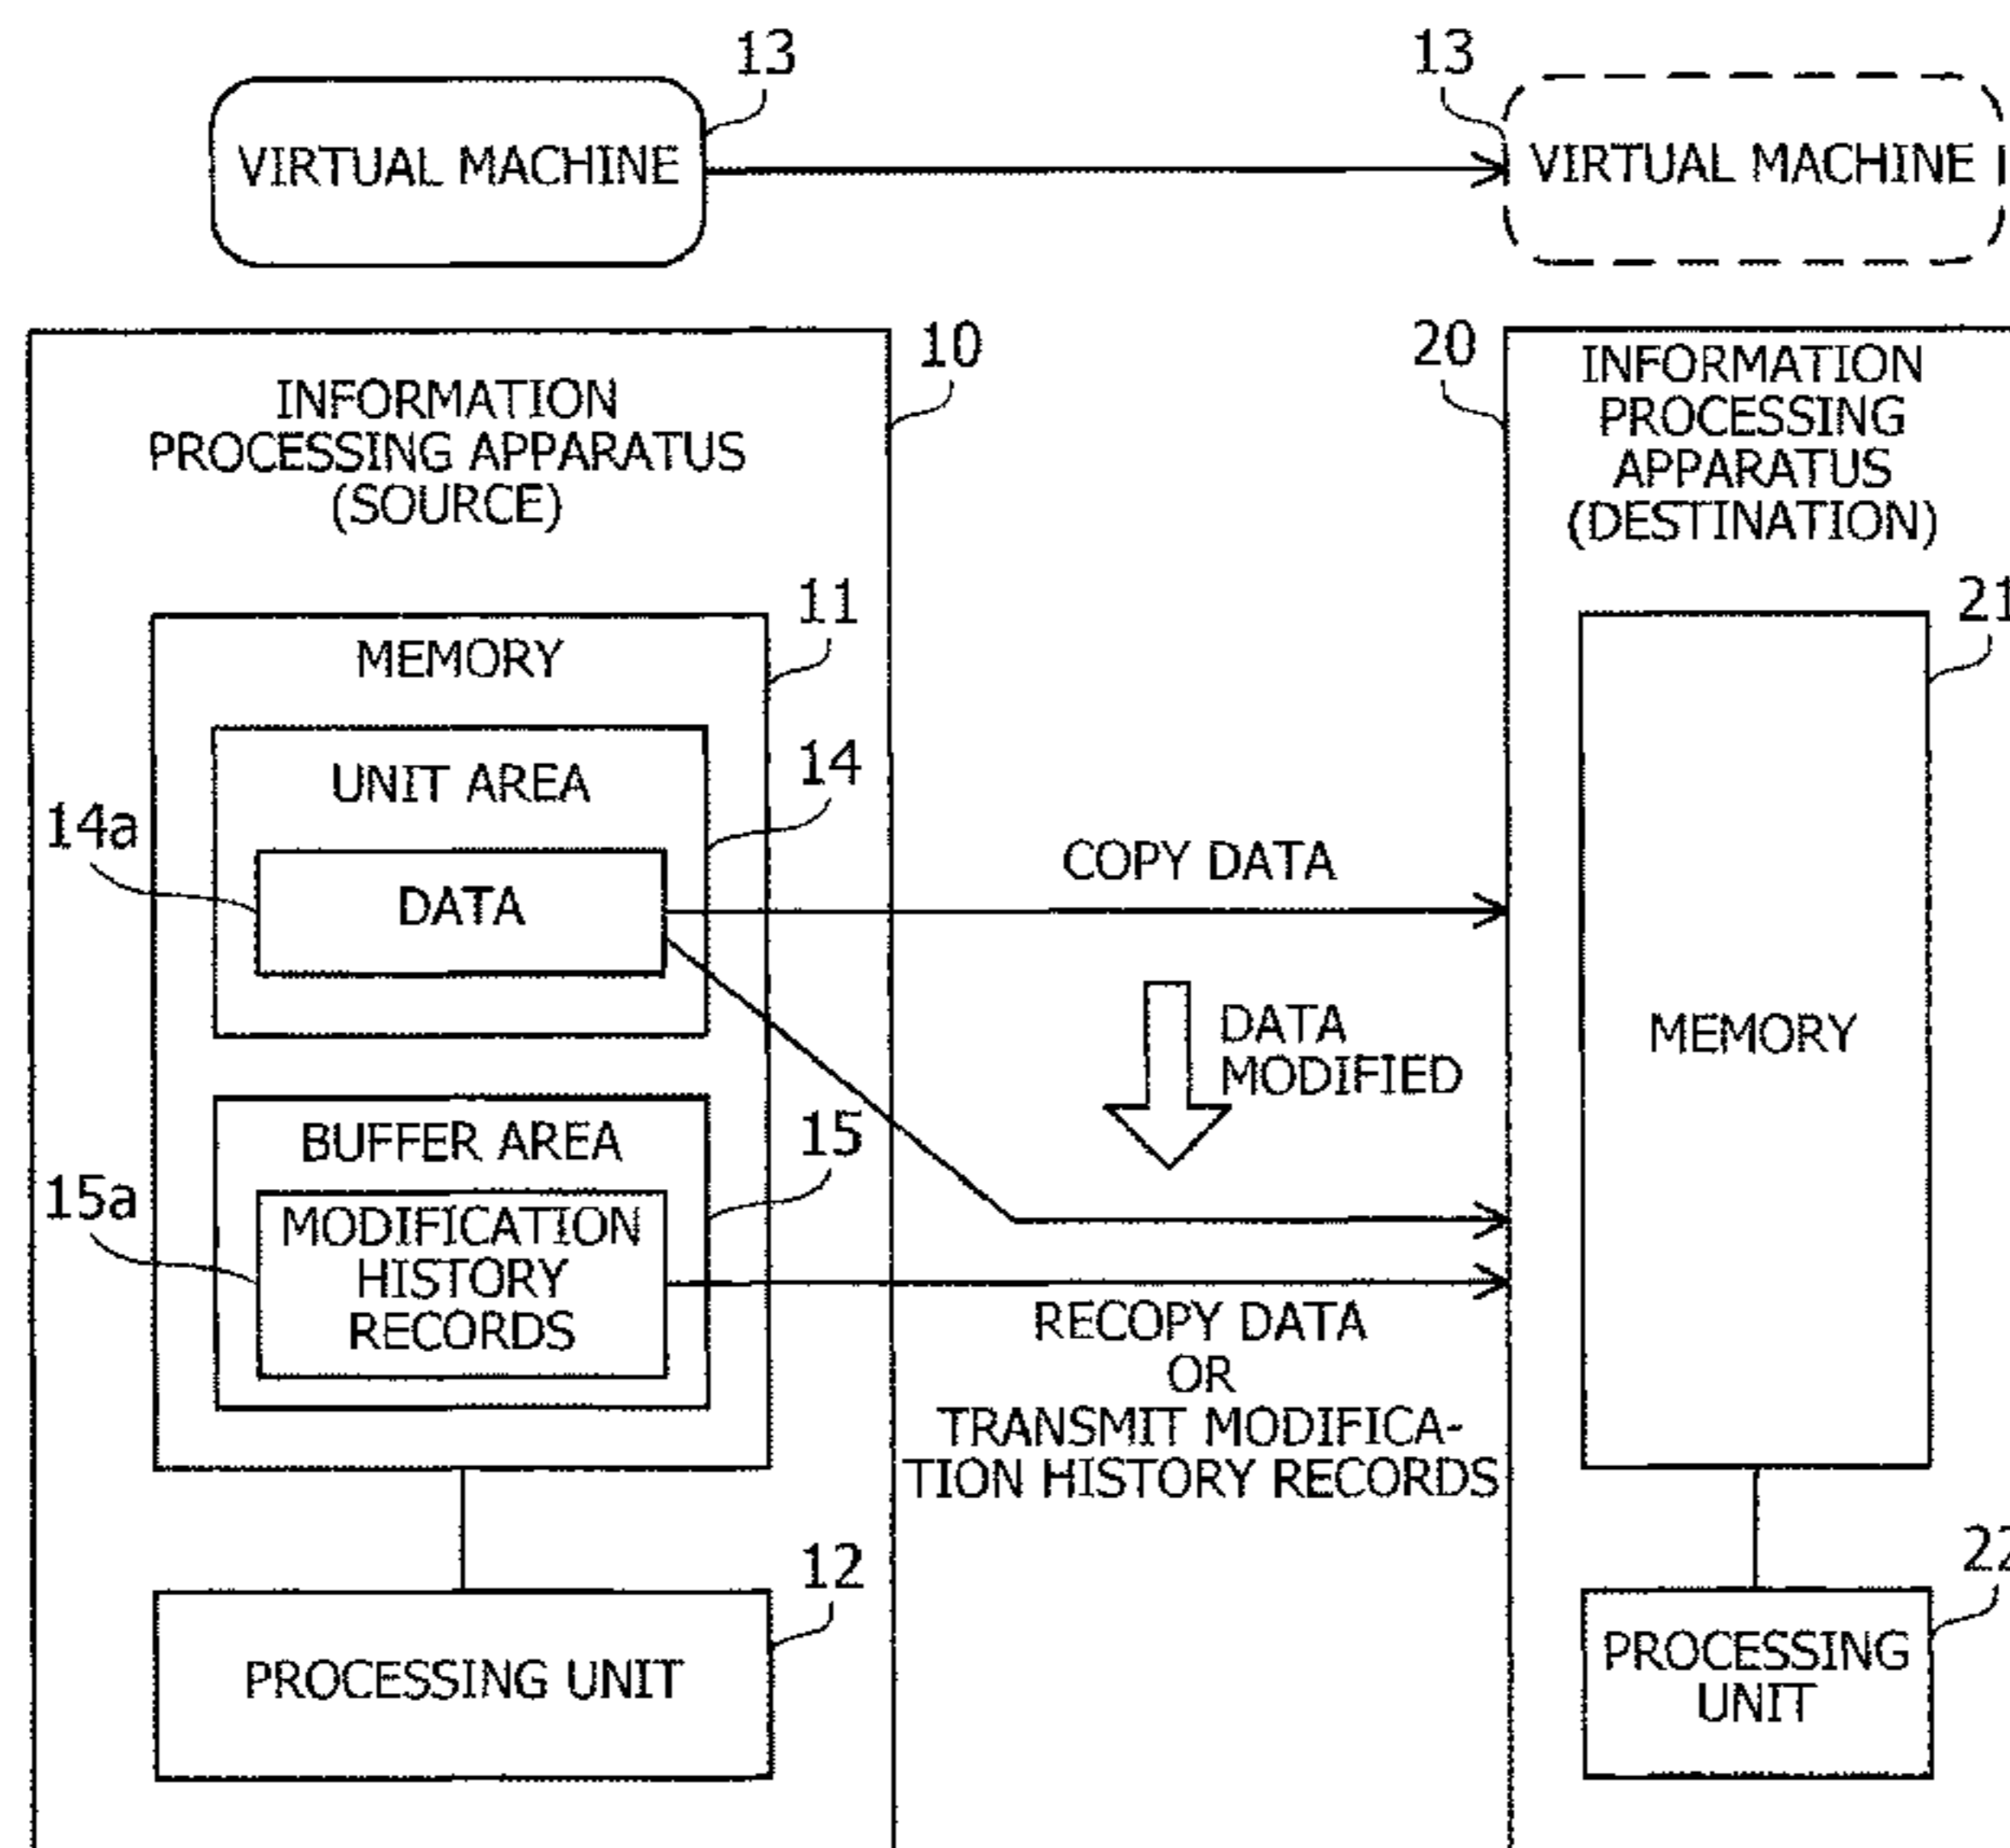 13
13
VIRTUAL MACHINE
VIRTUAL MACHINE
10
20
INFORMATION
PROCESSING APPARATUS
(SOURCE)
INFORMATION
PROCESSING
APPARATUS
(DESTINATION)
11
MEMORY
14
UNIT AREA
14a
DATA
15
BUFFER AREA
15a
MODIFICATION
HISTORY
RECORDS
12
PROCESSING UNIT
COPY DATA
DATA
MODIFIED
RECOPY DATA
OR
TRANSMIT MODIFICA-
TION HISTORY RECORDS
21
MEMORY
22
PROCESSING
UNIT